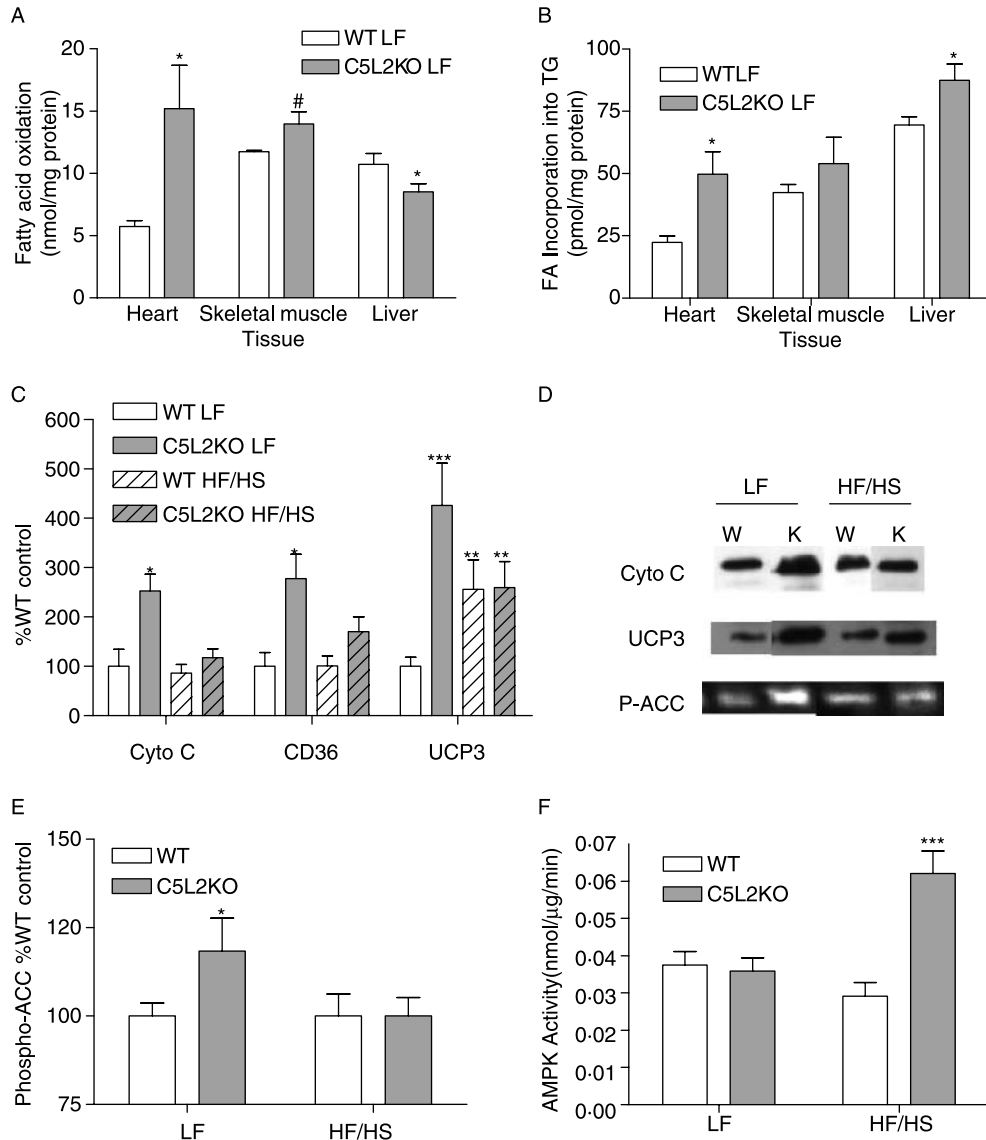 A
WT LF
C5L2KO LF
Fatty acid oxidation
(nmol/mg protein)
20
15
10
5
0
*
#
*
Heart Skeletal muscle Liver
Tissue
B
WTLF
C5L2KO LF
FA Incorporation into TG
(pmol/mg protein)
100
75
50
25
0
*
*
Heart Skeletal muscle Liver
Tissue
C
WT LF
C5L2KO LF
WT HF/HS
C5L2KO HF/HS
%WT control
600
500
400
300
200
100
0
*
*
***
**
**
Cyto C CD36 UCP3
D
LF HF/HS
W K W K
Cyto C
UCP3
P-ACC
E
WT
C5L2KO
Phospho-ACC %WT control
150
120
100
75
*
LF HF/HS
F
WT
C5L2KO
AMPK Activity(nmol/μg/min)
0·07
0·06
0·05
0·04
0·03
0·02
0·01
0·00
***
LF HF/HS